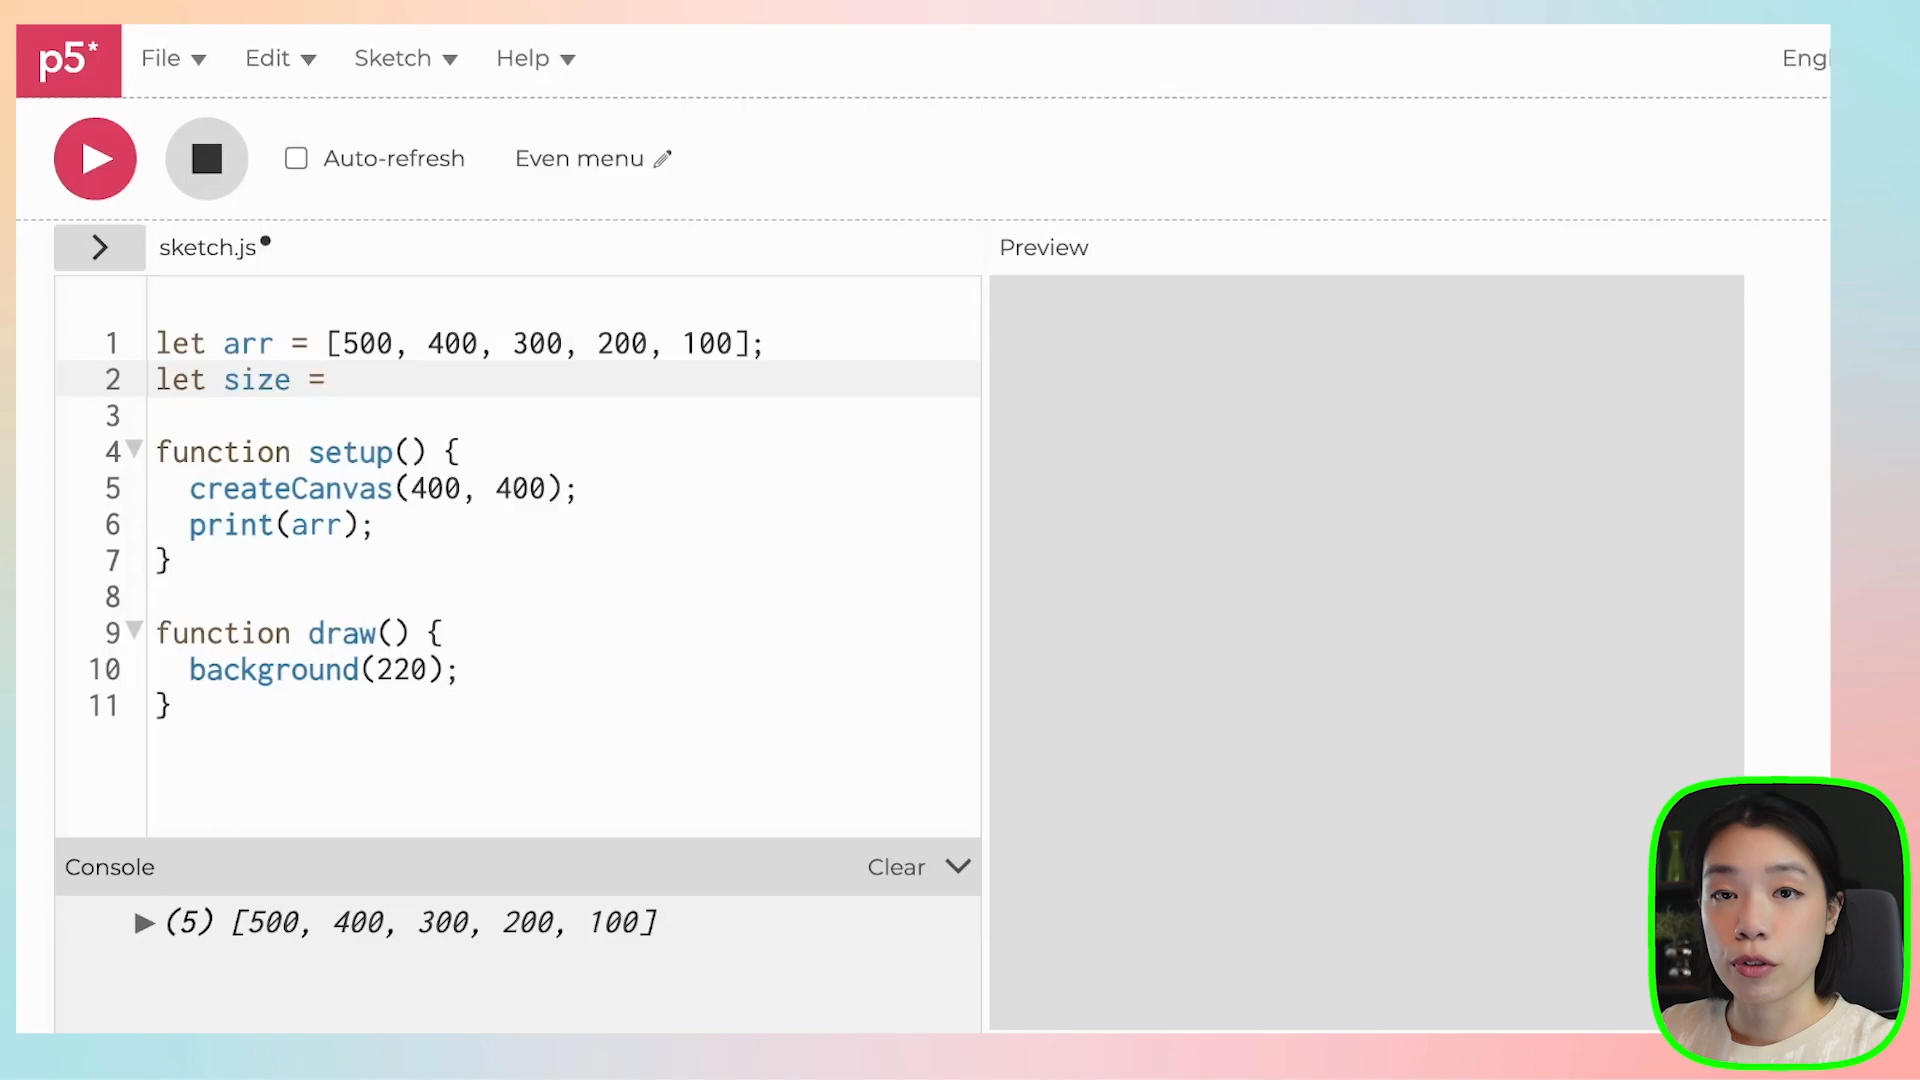 p5* File Edit Sketch Help Engl
Auto-refresh Even menu
> sketch.js Preview
1 let arr = [500, 400, 300, 200, 100];
2 let size =
3
4 function setup() {
5 createCanvas(400, 400);
6 print(arr);
7 }
8
9 function draw() {
10 background(220);
11 }
Console Clear
(5) [500, 400, 300, 200, 100]